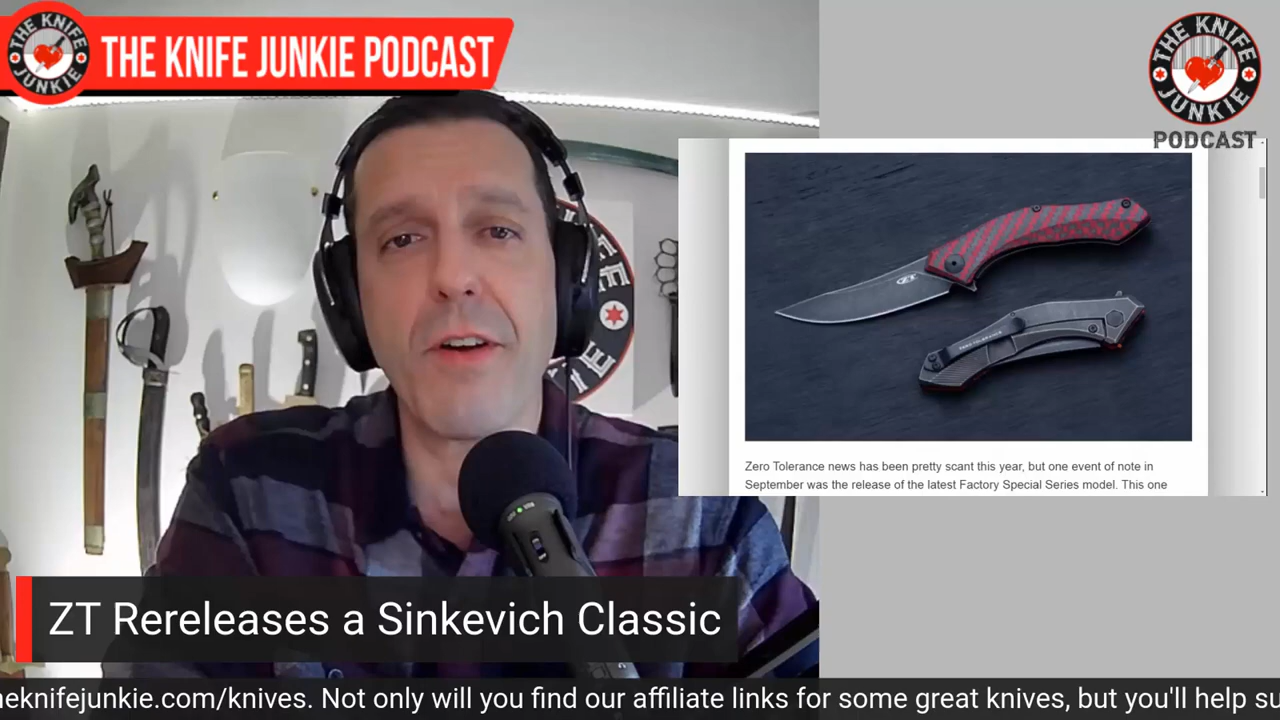 THE KNIFE JUNKIE
THE KNIFE JUNKIE PODCAST
THE KNIFE
JUNKIE
PODCAST
ZT
Zero Tolerance news has been pretty scant this year, but one event of note in
September was the release of the latest Factory Special Series model. This one
ZT Rereleases a Sinkevich Classic
heknifejunkie.com/knives. Not only will you find our affiliate links for some great knives, but you'll help su